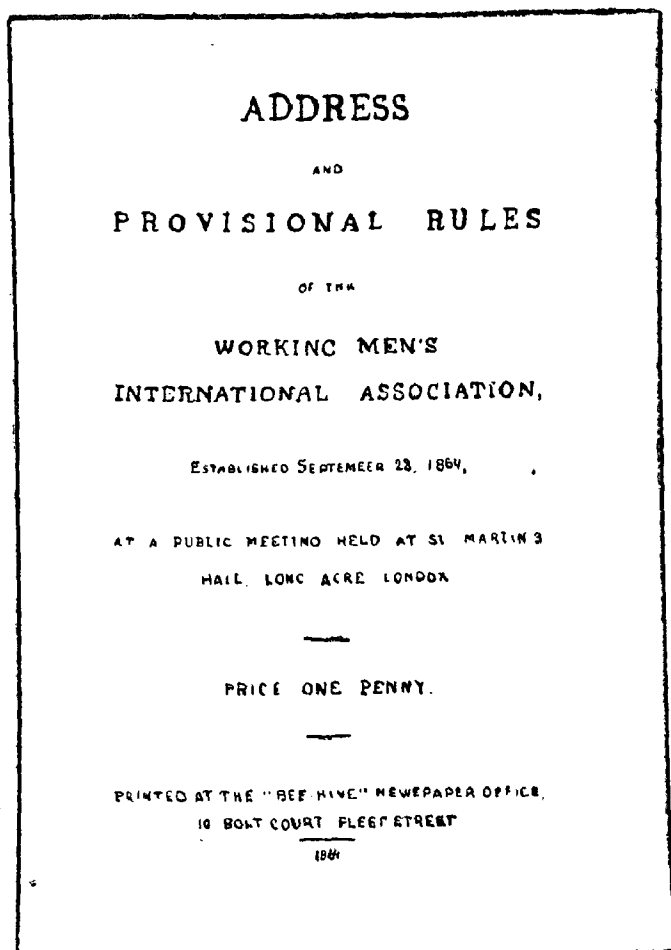 ADDRESS
AND
PROVISIONAL RULES
OF THE
WORKING MEN'S
INTERNATIONAL ASSOCIATION,
ESTABLISHED SEPTEMBER 28, 1864,
AT A PUBLIC MEETING HELD AT ST MARTIN'S
HALL, LONG ACRE LONDON
PRICE ONE PENNY.
PRINTED AT THE "BEE-HIVE" NEWSPAPER OFFICE,
10 BOLT COURT FLEET STREET
1864